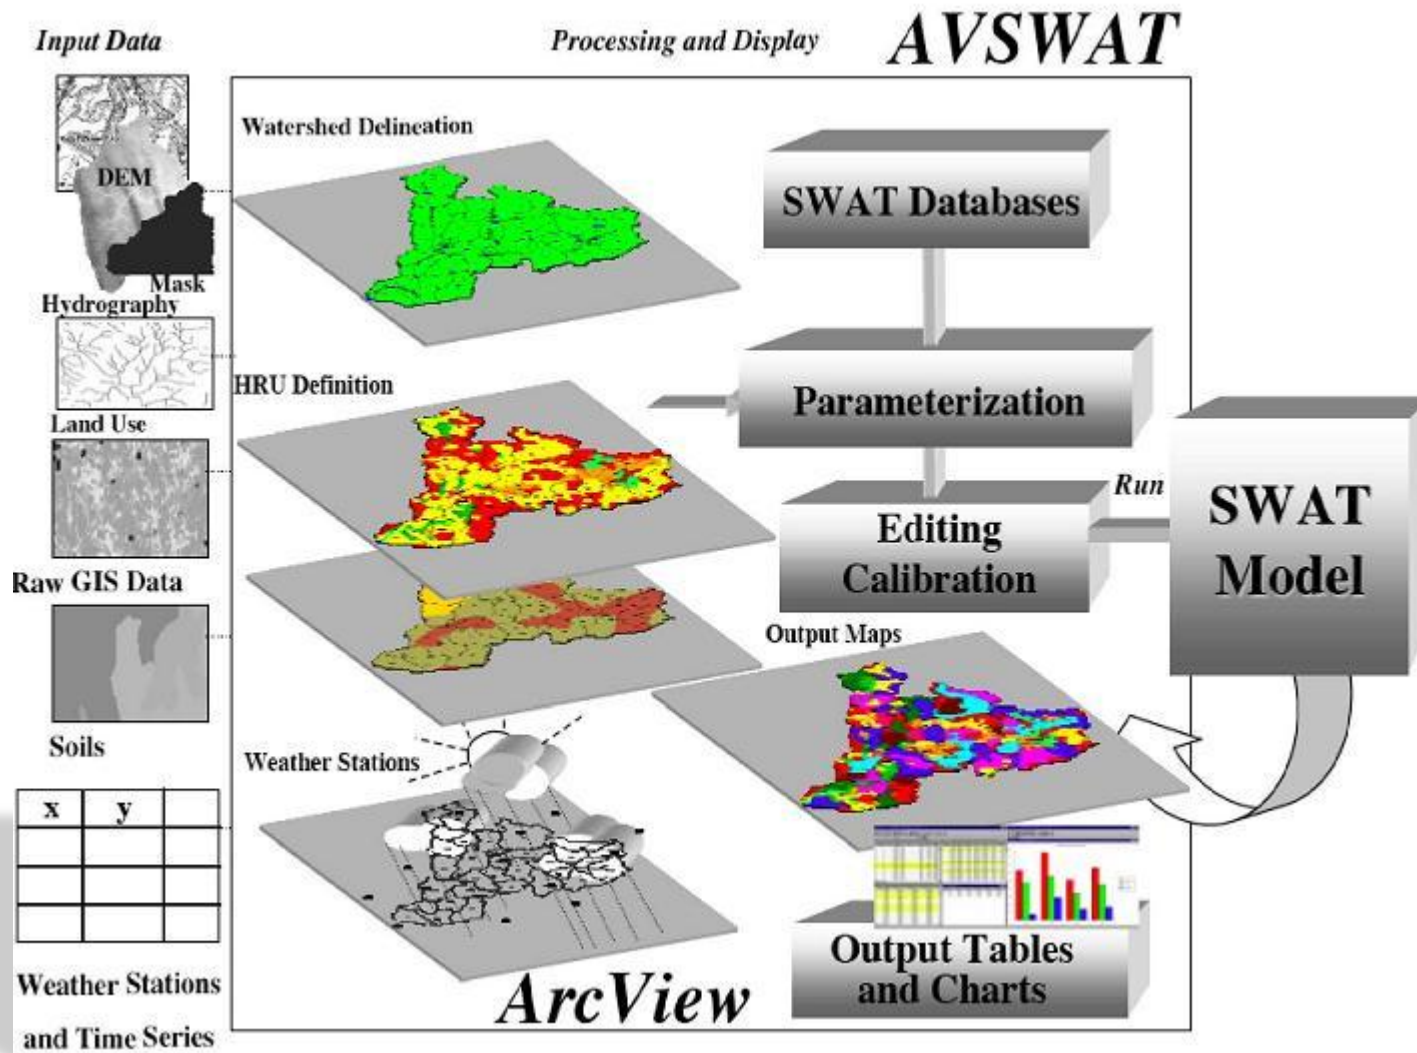 Input Data
Processing and Display
AVSWAT
DEM
Mask
Hydrography
Land Use
Raw GIS Data
Soils
x y
Weather Stations
and Time Series
Watershed Delineation
HRU Definition
Weather Stations
ArcView
SWAT Databases
Parameterization
Editing
Calibration
Run
SWAT
Model
Output Maps
Output Tables
and Charts